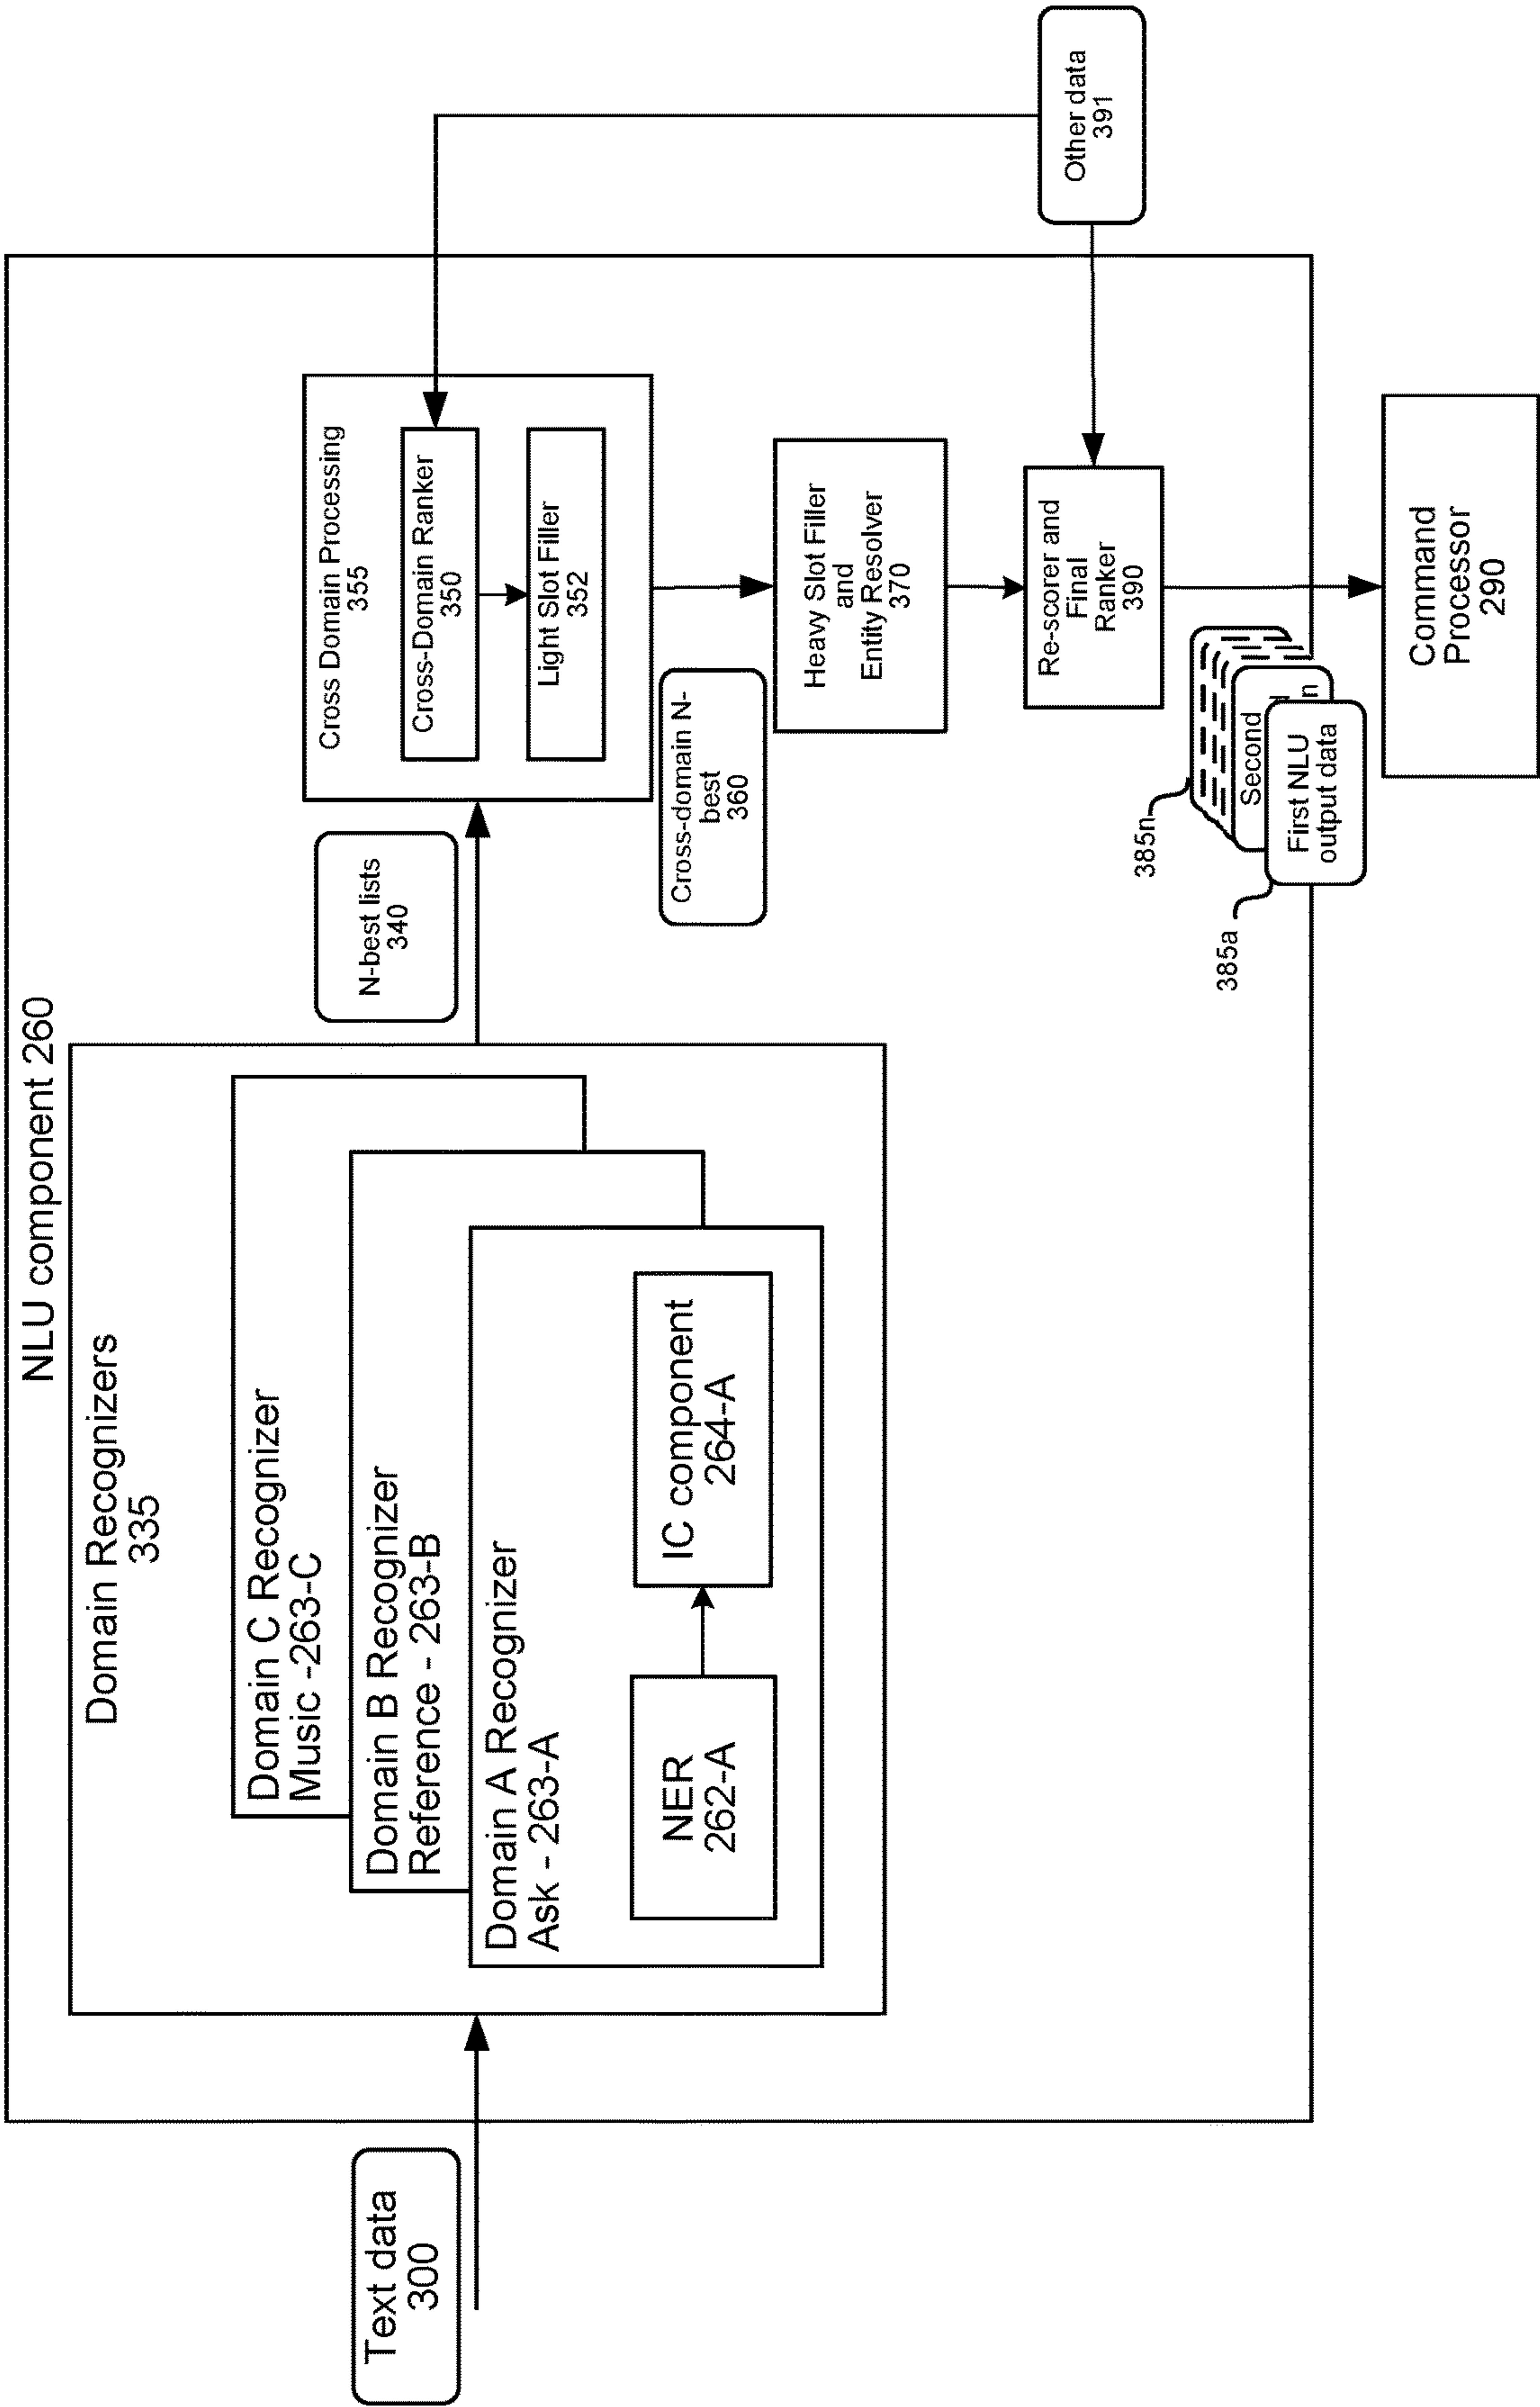 NLU component 260
Text data
300
Domain Recognizers
335
Domain C Recognizer
Music -263-C
Domain B Recognizer
Reference - 263-B
Domain A Recognizer
Ask - 263-A
NER
262-A
IC component
264-A
N-best lists
340
Cross Domain Processing
355
Cross-Domain Ranker
350
Light Slot Filler
352
Cross-domain N-
best
360
Heavy Slot Filler
and
Entity Resolver
370
Re-scorer and
Final
Ranker
390
Other data
391
385n
385a
Second
First NLU
output data
Command
Processor
290